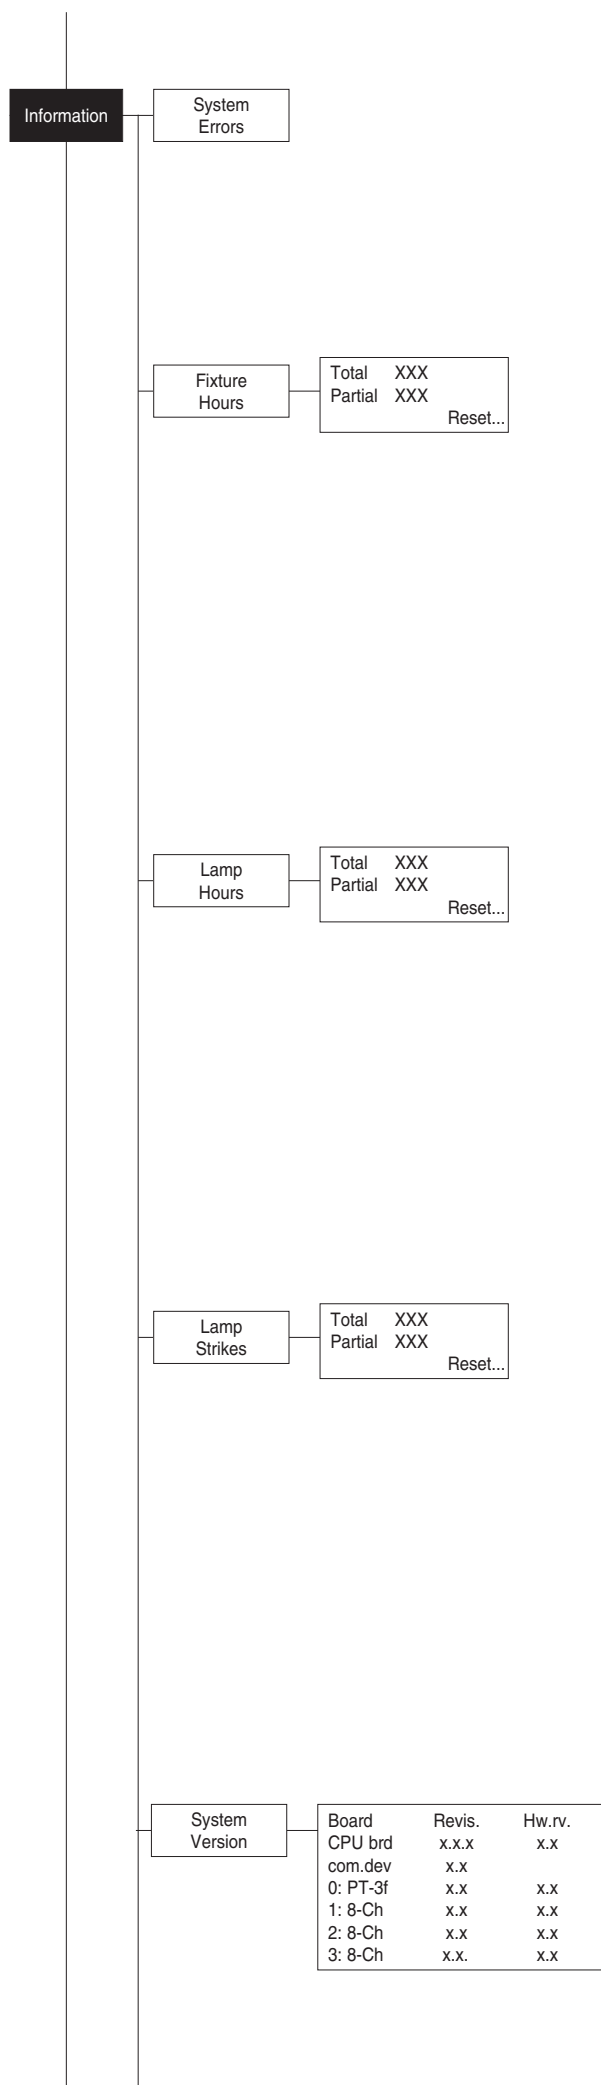 Information
System
Errors
Fixture
Hours
Total XXX
Partial XXX
Reset...
Lamp
Hours
Total XXX
Partial XXX
Reset...
Lamp
Strikes
Total XXX
Partial XXX
Reset...
System
Version
Board Revis. Hw.rv.
CPU brd x.x.x x.x
com.dev x.x
0: PT-3f x.x x.x
1: 8-Ch x.x x.x
2: 8-Ch x.x x.x
3: 8-Ch x.x. x.x